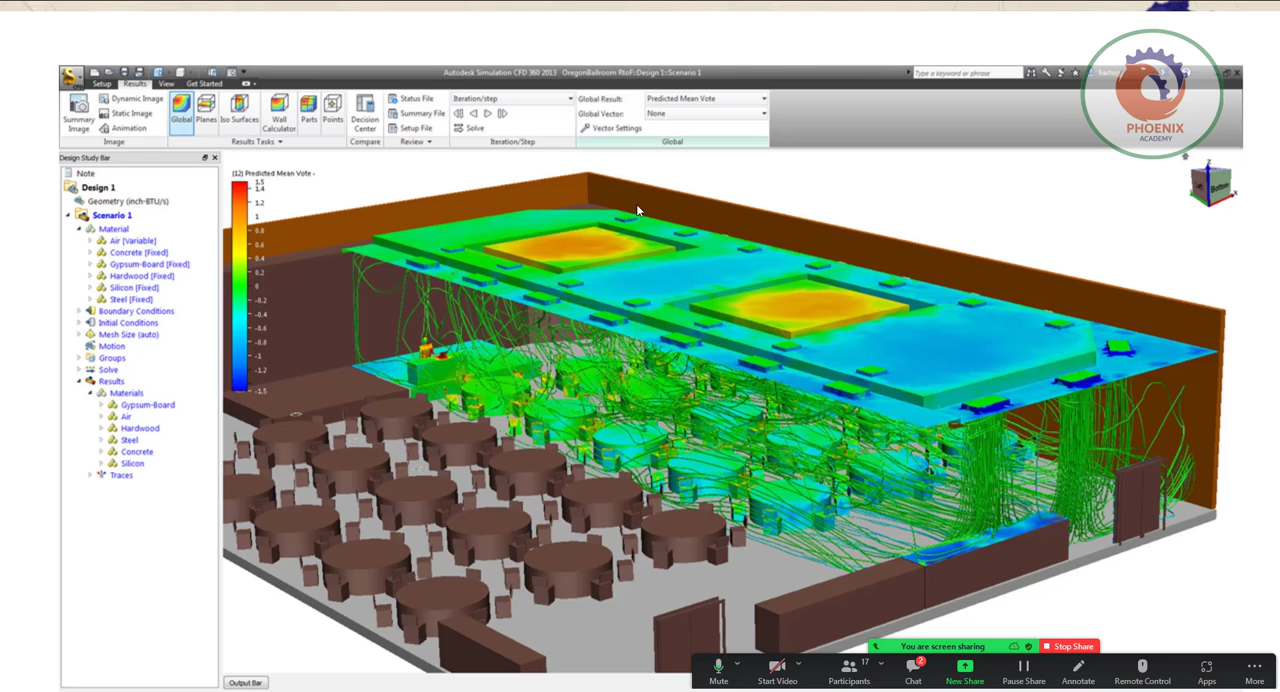 Autodesk Simulation CFD 360 2013 OregonBallroom RtoF:Design 1:Scenario 1
Type a keyword or phrase
PHOENIX
ACADEMY
Setup Results View Get Started
Summary Image
Dynamic Image
Static Image
Animation
Image
Global
Planes
Iso Surfaces
Wall Calculator
Parts
Points
Results Tasks
Decision Center
Compare
Status File
Summary File
Setup File
Review
Iteration/step
Solve
Iteration/Step
Global Result: Predicted Mean Vote
Global Vector: None
Vector Settings
Global
Design Study Bar
Note
Design 1
Geometry (inch-BTU/s)
Scenario 1
Material
Air [Variable]
Concrete [Fixed]
Gypsum-Board [Fixed]
Hardwood [Fixed]
Silicon [Fixed]
Steel [Fixed]
Boundary Conditions
Initial Conditions
Mesh Size (auto)
Motion
Groups
Solve
Results
Materials
Gypsum-Board
Air
Hardwood
Steel
Concrete
Silicon
Traces
(12) Predicted Mean Vote -
1.5
1.4
1.2
1
0.8
0.6
0.4
0.2
0
-0.2
-0.4
-0.6
-0.8
-1
-1.2
-1.5
Z
Bottom
X
Output Bar
You are screen sharing
Stop Share
Mute
Start Video
17
Participants
2
Chat
New Share
Pause Share
Annotate
Remote Control
Apps
More